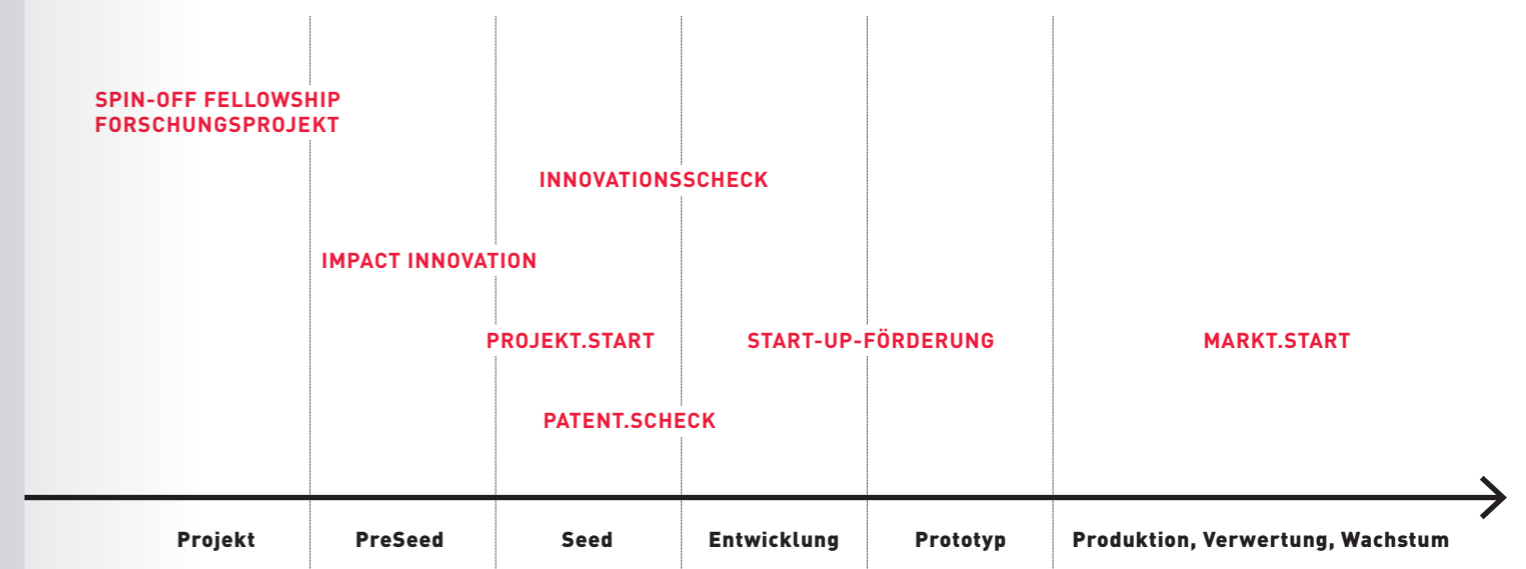 SPIN-OFF FELLOWSHIP
FORSCHUNGSPROJEKT
INNOVATIONSSCHECK
IMPACT INNOVATION
PROJEKT.START
START-UP-FÖRDERUNG
MARKT.START
PATENT.SCHECK
Projekt
PreSeed
Seed
Entwicklung
Prototyp
Produktion, Verwertung, Wachstum